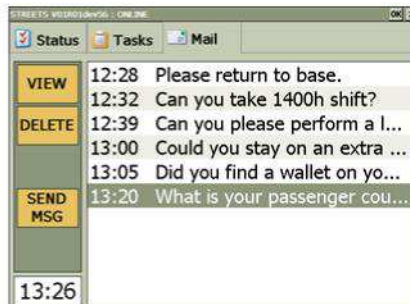 STREETS V01R01dev56 : ONLINE OK
Status Tasks Mail
VIEW
DELETE
SEND
MSG
12:28 Please return to base.
12:32 Can you take 1400h shift?
12:39 Can you please perform a l...
13:00 Could you stay on an extra ...
13:05 Did you find a wallet on yo...
13:20 What is your passenger cou...
13:26